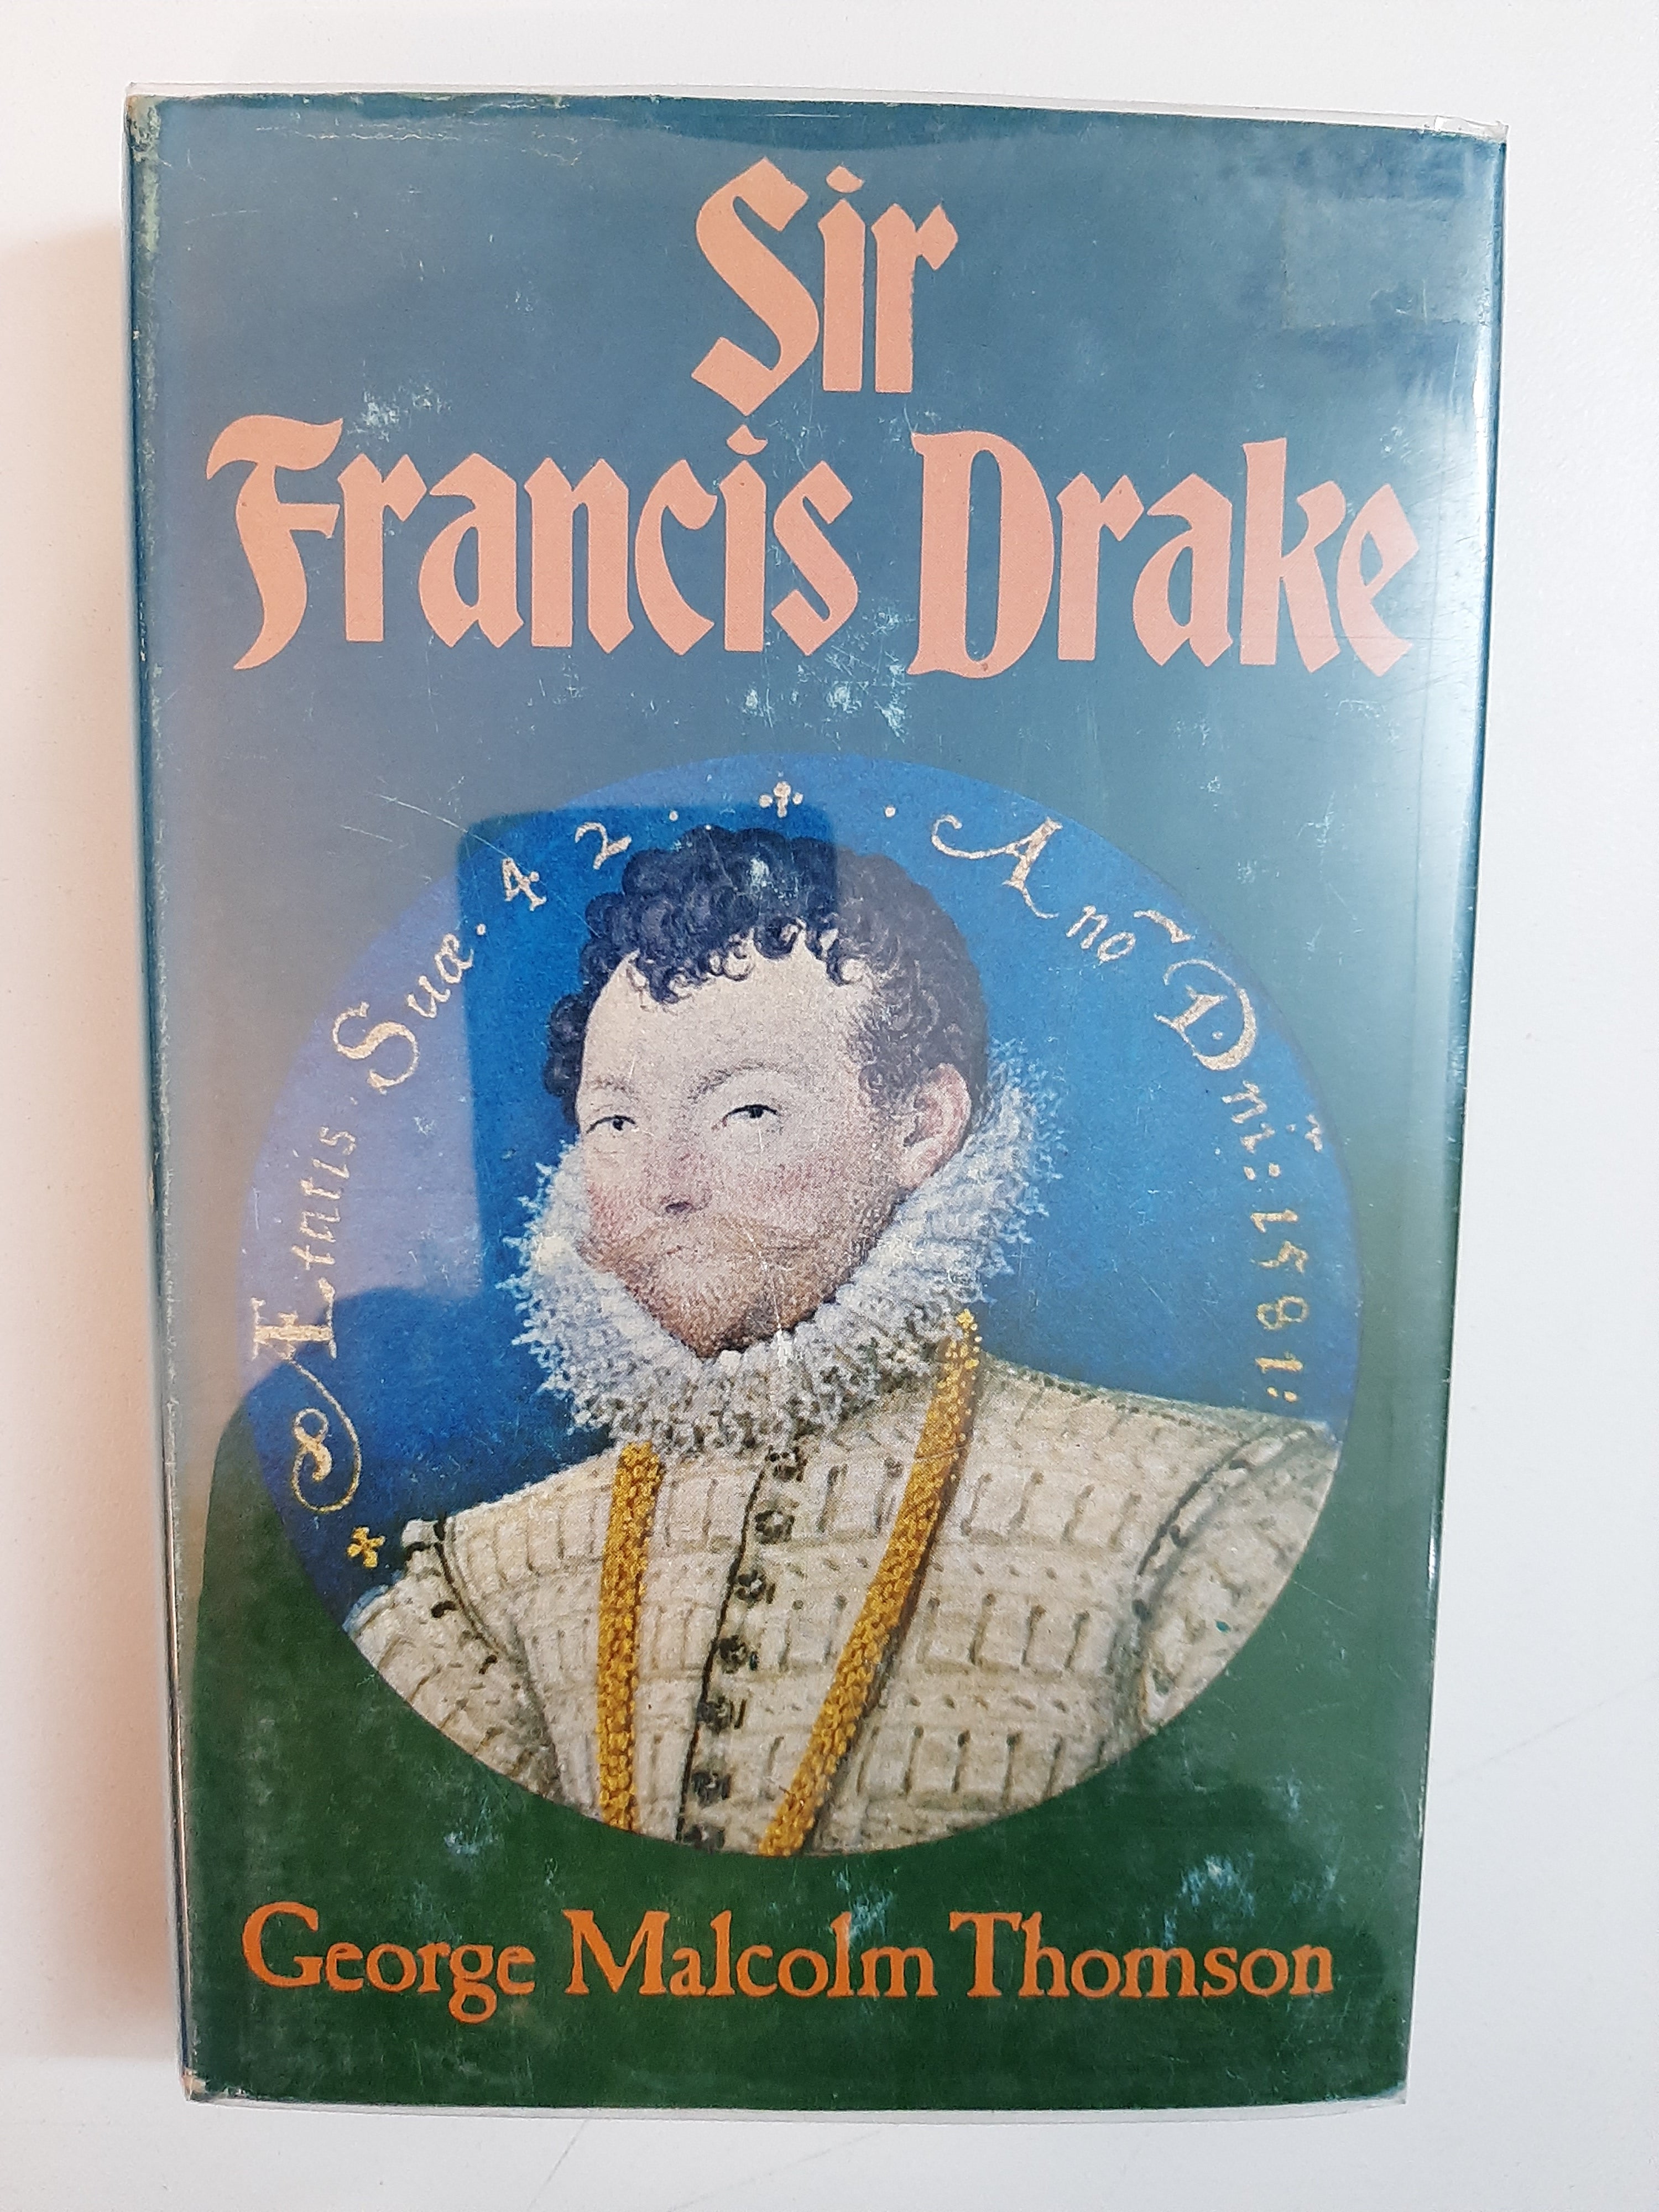 Sir
Francis Drake
Ætatis Suæ. 42. . Ano Dni: 1581:
George Malcolm Thomson